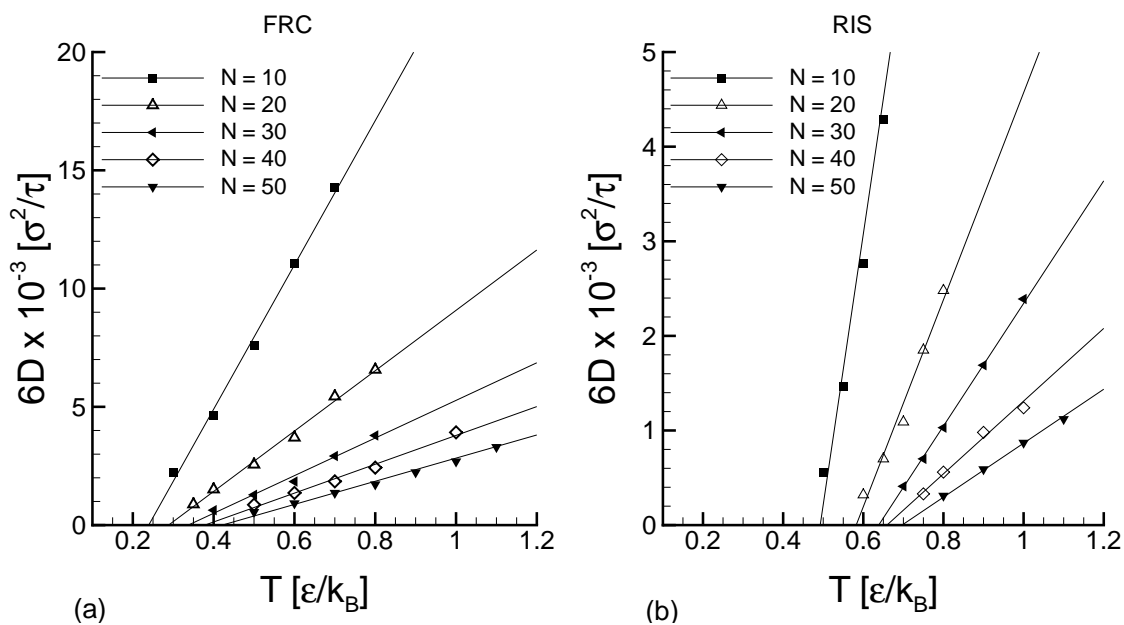 FRC
20
15
10
5
0
N = 10
N = 20
N = 30
N = 40
N = 50
6D x 10⁻³ [σ²/τ]
0.2 0.4 0.6 0.8 1 1.2
T [ε/k_B]
(a)
RIS
5
4
3
2
1
0
N = 10
N = 20
N = 30
N = 40
N = 50
6D x 10⁻³ [σ²/τ]
0.2 0.4 0.6 0.8 1 1.2
T [ε/k_B]
(b)